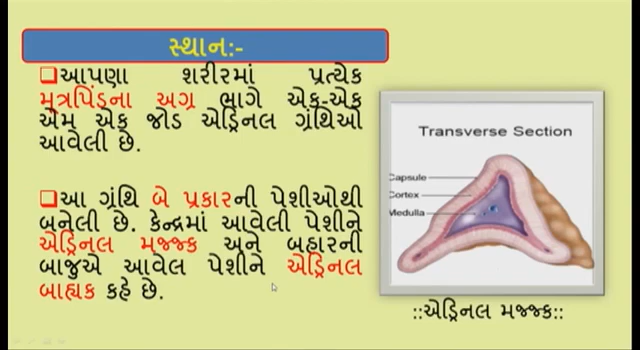 સ્થાન:-
આપણા શરીરમાં પ્રત્યેક
મુત્રપિંડના અગ્ર ભાગે એક-એક
એમ એક જોડ એડ્રિનલ ગ્રંથિઓ
આવેલી છે.
આ ગ્રંથિ બે પ્રકારની પેશીઓથી
બનેલી છે. કેન્દ્રમાં આવેલી પેશીને
એડ્રિનલ મજ્જક અને બહારની
બાજુએ આવેલ પેશીને એડ્રિનલ
બાહ્યક કહે છે.
Transverse Section
Capsule
Cortex
Medulla
::એડ્રિનલ મજ્જક::